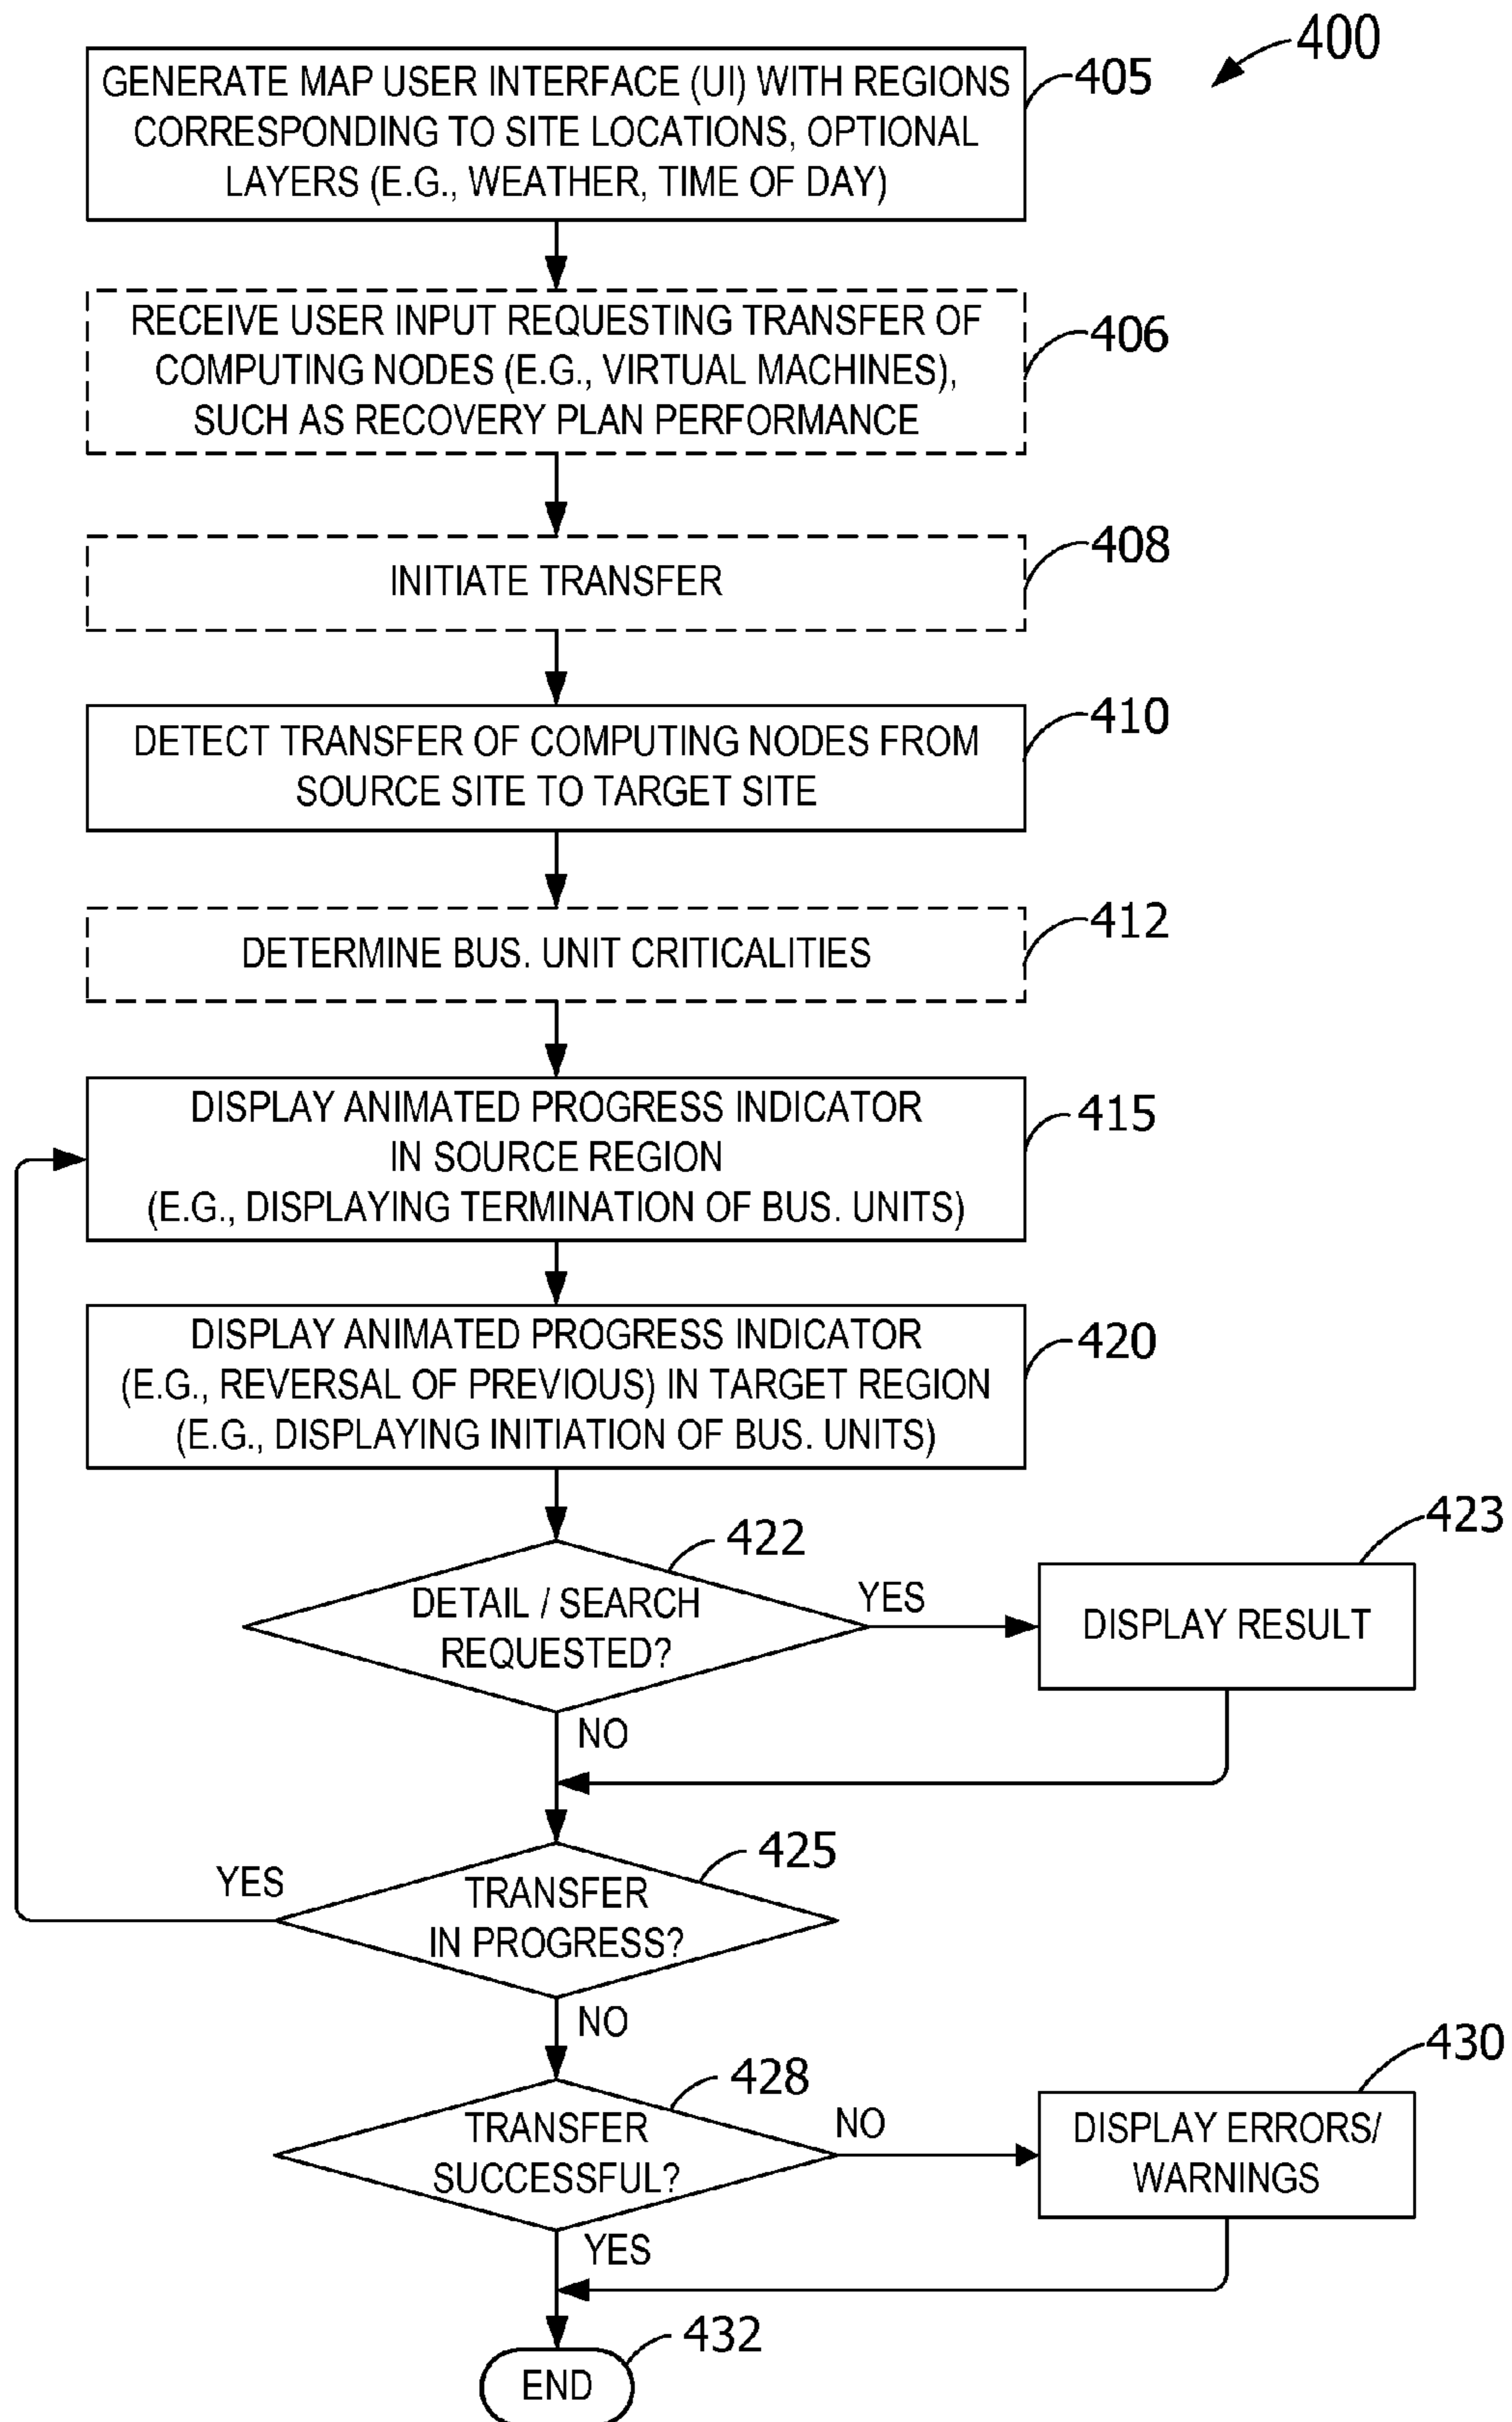 400
GENERATE MAP USER INTERFACE (UI) WITH REGIONS
CORRESPONDING TO SITE LOCATIONS, OPTIONAL
LAYERS (E.G., WEATHER, TIME OF DAY)
405
RECEIVE USER INPUT REQUESTING TRANSFER OF
COMPUTING NODES (E.G., VIRTUAL MACHINES),
SUCH AS RECOVERY PLAN PERFORMANCE
406
INITIATE TRANSFER
408
DETECT TRANSFER OF COMPUTING NODES FROM
SOURCE SITE TO TARGET SITE
410
DETERMINE BUS. UNIT CRITICALITIES
412
DISPLAY ANIMATED PROGRESS INDICATOR
IN SOURCE REGION
(E.G., DISPLAYING TERMINATION OF BUS. UNITS)
415
DISPLAY ANIMATED PROGRESS INDICATOR
(E.G., REVERSAL OF PREVIOUS) IN TARGET REGION
(E.G., DISPLAYING INITIATION OF BUS. UNITS)
420
DETAIL / SEARCH
REQUESTED?
422
YES
DISPLAY RESULT
423
NO
TRANSFER
IN PROGRESS?
425
YES
NO
TRANSFER
SUCCESSFUL?
428
NO
DISPLAY ERRORS/
WARNINGS
430
YES
END
432